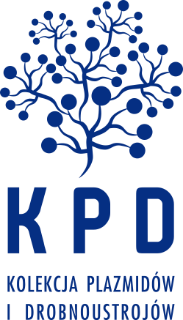 KPD
KOLEKCJA PLAZMIDÓW
I DROBNOUSTROJÓW